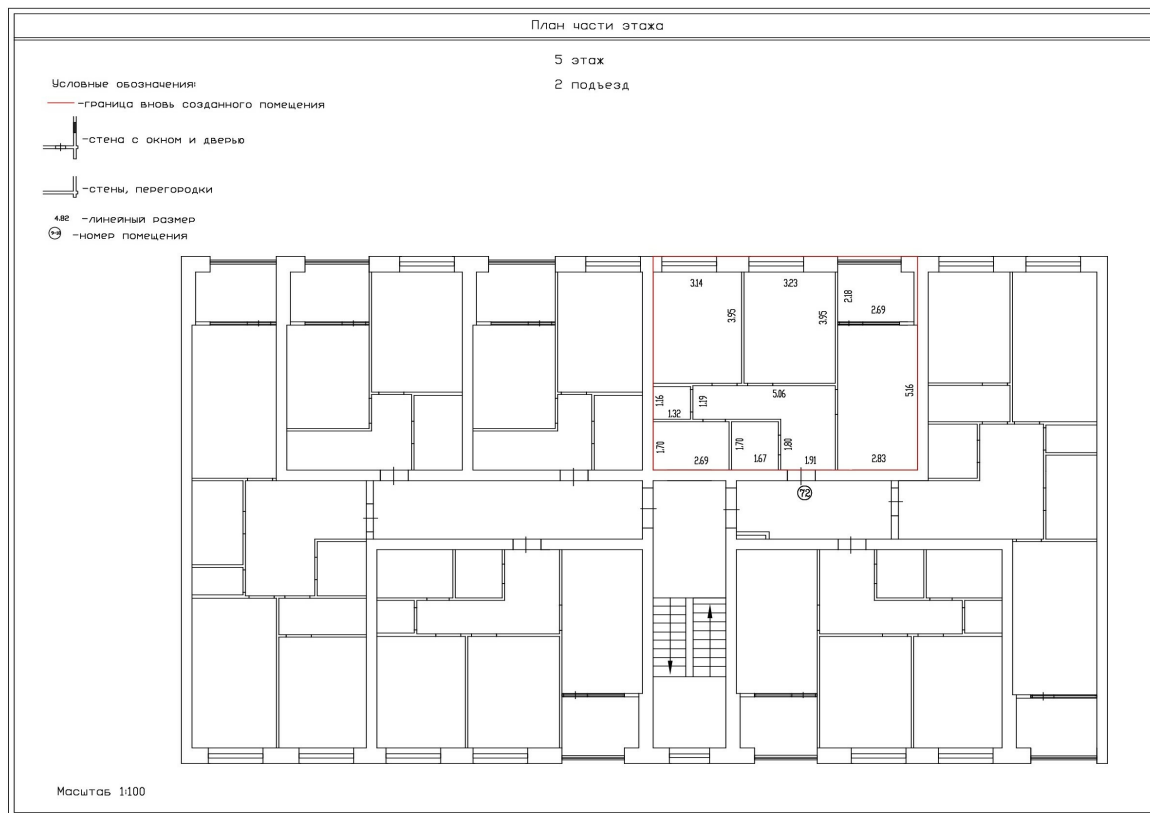 План части этажа
5 этаж
2 подъезд
Условные обозначения:
-граница вновь созданного помещения
-стена с окном и дверью
-стены, перегородки
4.82 -линейный размер
-номер помещения
3.14
3.23
2.18
2.69
3.95
3.95
1.16
1.32
1.19
5.06
5.16
1.70
2.69
1.70
1.67
1.80
1.91
2.83
72
Масштаб 1:100